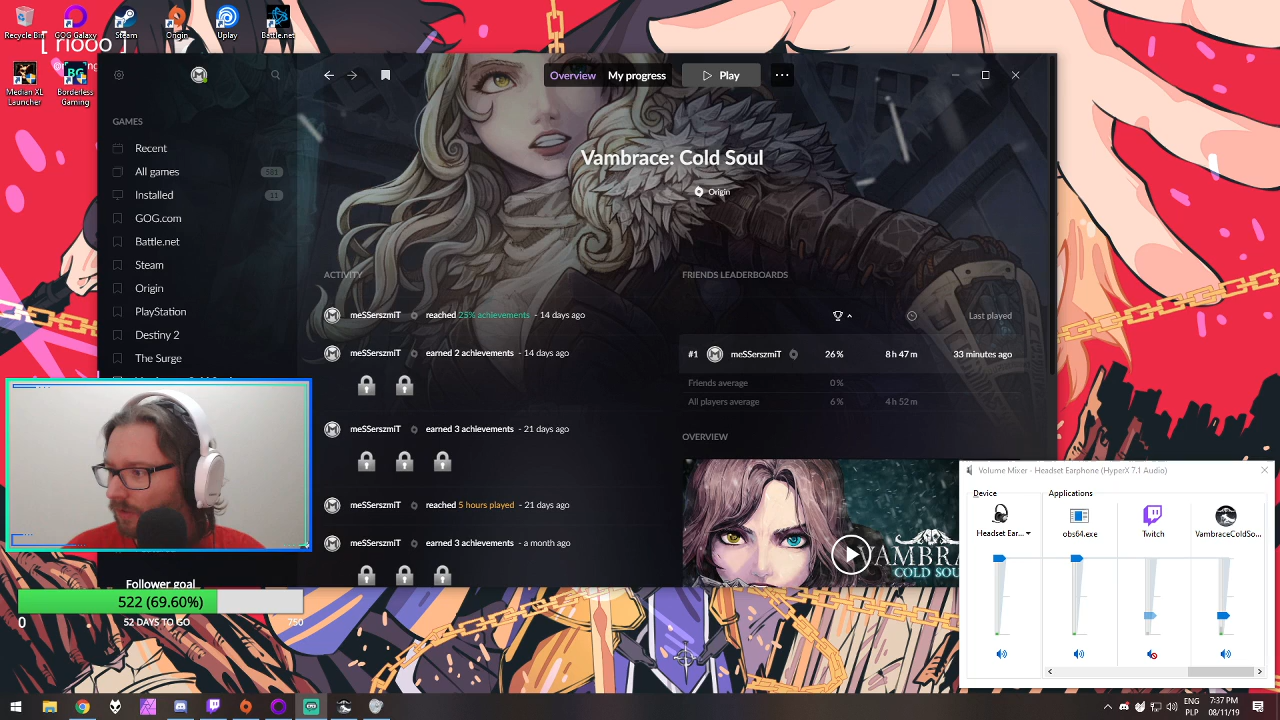 Recycle Bin
GOG Galaxy
Steam
Origin
Uplay
Battle.net
[ riooo ]
Median XL Launcher
Borderless Gaming
Overview
My progress
Play
GAMES
Recent
All games 581
Installed 11
GOG.com
Battle.net
Steam
Origin
PlayStation
Destiny 2
The Surge
Vambrace: Cold Soul
Origin
ACTIVITY
meSSerszmiT reached 25% achievements - 14 days ago
meSSerszmiT earned 2 achievements - 14 days ago
meSSerszmiT earned 3 achievements - 21 days ago
meSSerszmiT reached 5 hours played - 21 days ago
meSSerszmiT earned 3 achievements - a month ago
FRIENDS LEADERBOARDS
Last played
#1 meSSerszmiT 26% 8 h 47 m 33 minutes ago
Friends average 0%
All players average 6% 4 h 52 m
OVERVIEW
COLD
Volume Mixer - Headset Earphone (HyperX 7.1 Audio)
Device
Applications
Headset Ear...
obs64.exe
Twitch
VambraceColdSo...
Follower goal
522 (69.60%)
0
52 DAYS TO GO
750
ENG
PLP
7:37 PM
08/11/19